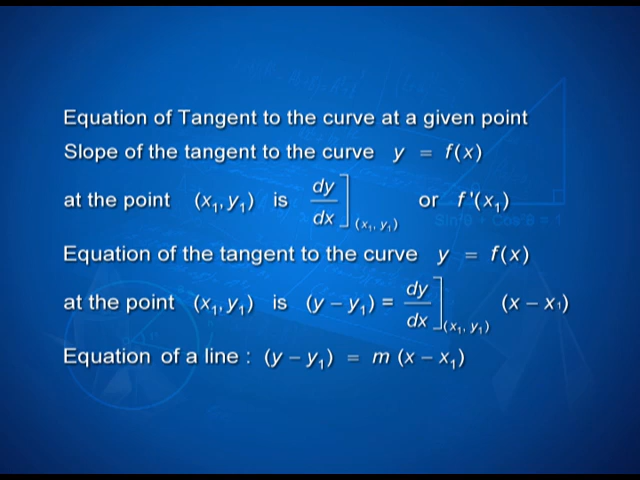 Equation of Tangent to the curve at a given point
Slope of the tangent to the curve y = f(x)
at the point (x₁, y₁) is dy/dx](x₁, y₁) or f'(x₁)
Equation of the tangent to the curve y = f(x)
at the point (x₁, y₁) is (y – y₁) = dy/dx](x₁, y₁) (x – x₁)
Equation of a line : (y – y₁) = m (x – x₁)